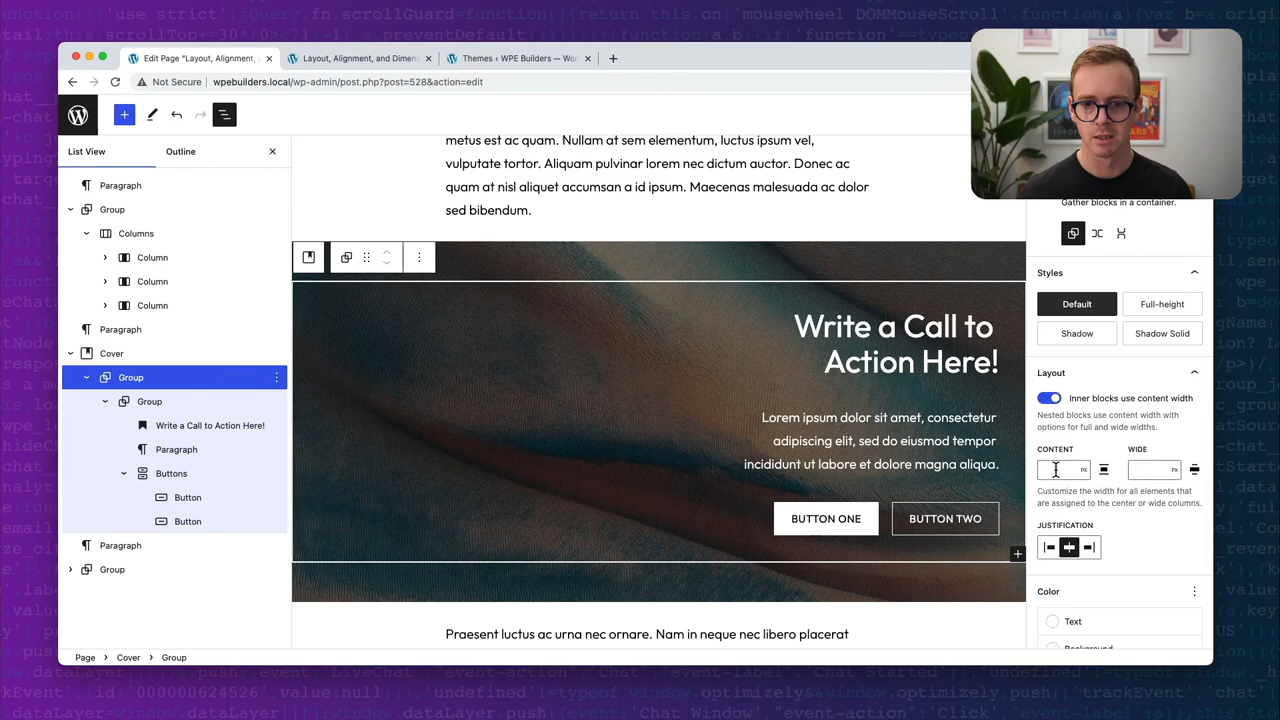 Edit Page "Layout, Alignment,
Layout, Alignment, and Dimens
Themes ‹ WPE Builders — Wor
Not Secure
wpebuilders.local/wp-admin/post.php?post=528&action=edit
List View
Outline
Paragraph
Group
Columns
Column
Column
Column
Paragraph
Cover
Group
Group
Write a Call to Action Here!
Paragraph
Buttons
Button
Button
Paragraph
Group
metus est ac quam. Nullam at sem elementum, luctus ipsum vel,
vulputate tortor. Aliquam pulvinar lorem nec dictum auctor. Donec ac
quam at nisl aliquet accumsan a id ipsum. Maecenas malesuada ac dolor
sed bibendum.
Write a Call to
Action Here!
Lorem ipsum dolor sit amet, consectetur
adipiscing elit, sed do eiusmod tempor
incididunt ut labore et dolore magna aliqua.
BUTTON ONE
BUTTON TWO
Praesent luctus ac urna nec ornare. Nam in neque nec libero placerat
Gather blocks in a container.
Styles
Default
Full-height
Shadow
Shadow Solid
Layout
Inner blocks use content width
Nested blocks use content width with
options for full and wide widths.
CONTENT
WIDE
PX
PX
Customize the width for all elements that
are assigned to the center or wide columns.
JUSTIFICATION
Color
Text
Background
Page › Cover › Group